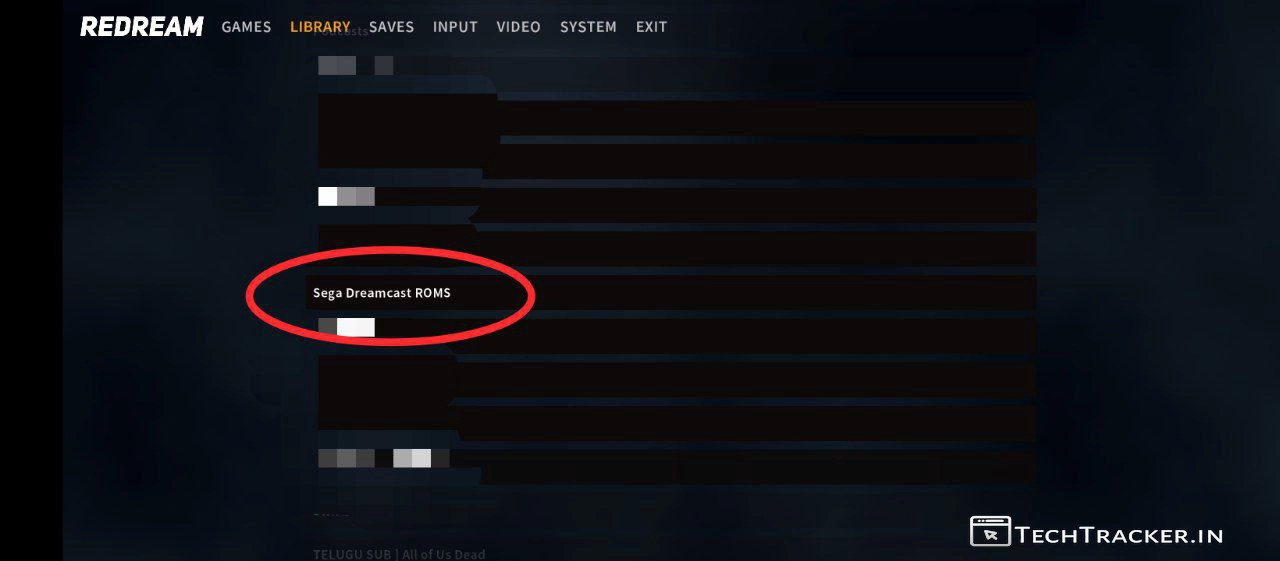 REDREAM GAMES LIBRARY SAVES INPUT VIDEO SYSTEM EXIT
Podcasts
Sega Dreamcast ROMS
TELUGU SUB | All of Us Dead
TECHTRACKER.IN